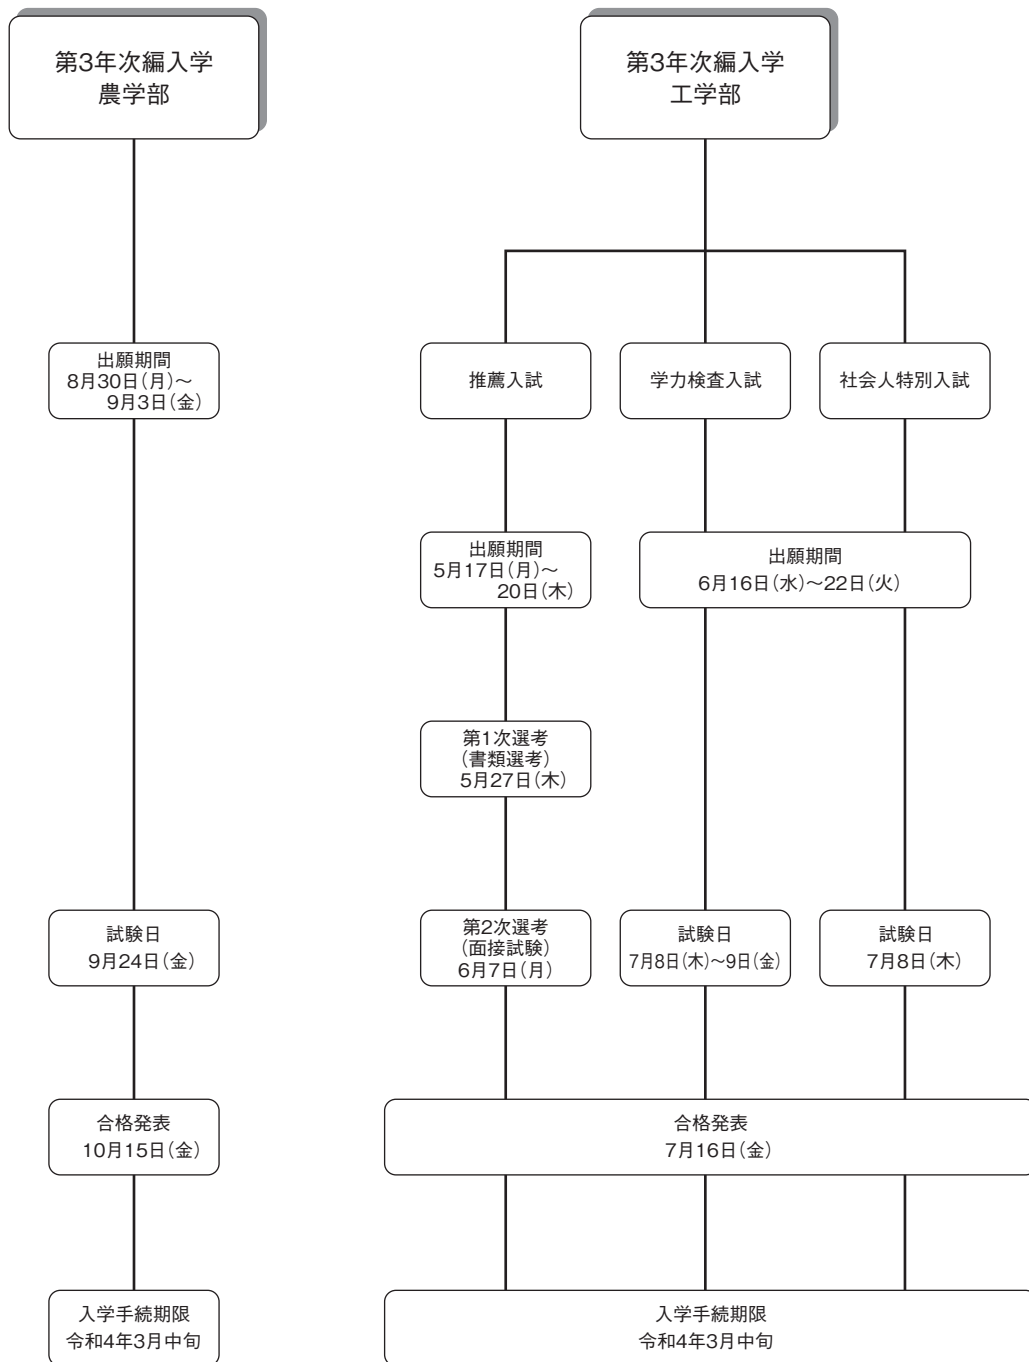 第3年次編入学
農学部
出願期間
8月30日(月)〜
9月3日(金)
試験日
9月24日(金)
合格発表
10月15日(金)
入学手続期限
令和4年3月中旬
第3年次編入学
工学部
推薦入試
学力検査入試
社会人特別入試
出願期間
5月17日(月)〜
20日(木)
出願期間
6月16日(水)〜22日(火)
第1次選考
(書類選考)
5月27日(木)
第2次選考
(面接試験)
6月7日(月)
試験日
7月8日(木)〜9日(金)
試験日
7月8日(木)
合格発表
7月16日(金)
入学手続期限
令和4年3月中旬